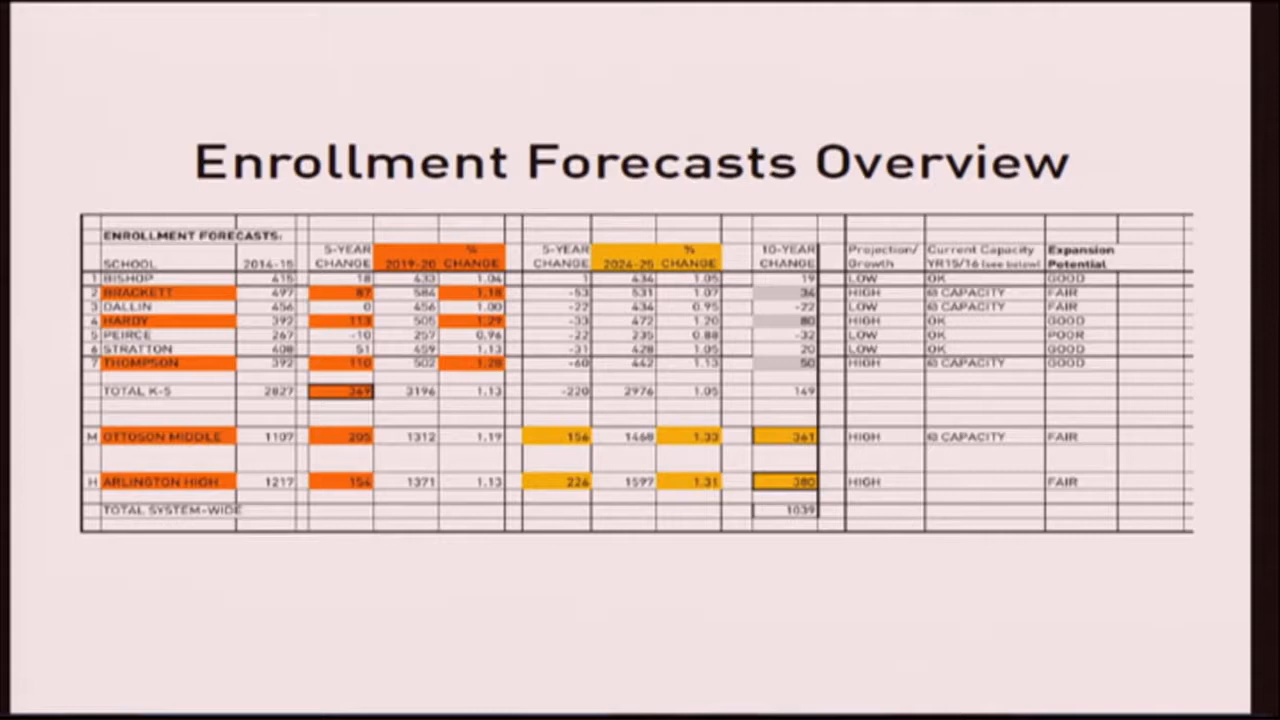 Enrollment Forecasts Overview
ENROLLMENT FORECASTS:
5-YEAR % 5-YEAR % 10-YEAR Projection/ Current Capacity Expansion
SCHOOL 2014-15 CHANGE 2019-20 CHANGE CHANGE 2024-25 CHANGE CHANGE Growth YR15/16 (see below) Potential
1 BISHOP 415 18 433 1.04 1 434 1.05 19 LOW OK GOOD
2 BRACKETT 497 87 584 1.18 -53 531 1.07 34 HIGH @ CAPACITY FAIR
3 DALLIN 456 0 456 1.00 -22 434 0.95 -22 LOW @ CAPACITY FAIR
4 HARDY 392 113 505 1.29 -33 472 1.20 80 HIGH OK GOOD
5 PEIRCE 267 -10 257 0.96 -22 235 0.88 -32 LOW OK POOR
6 STRATTON 408 51 459 1.13 -31 428 1.05 20 LOW OK GOOD
7 THOMPSON 392 110 502 1.28 -60 442 1.13 50 HIGH @ CAPACITY GOOD
TOTAL K-5 2827 369 3196 1.13 -220 2976 1.05 149
M OTTOSON MIDDLE 1107 205 1312 1.19 156 1468 1.33 361 HIGH @ CAPACITY FAIR
H ARLINGTON HIGH 1217 154 1371 1.13 226 1597 1.31 380 HIGH FAIR
TOTAL SYSTEM-WIDE 1039